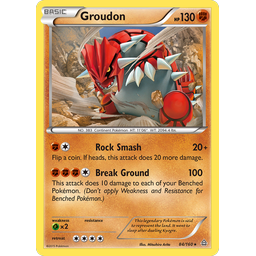 BASIC
Groudon
HP 130
NO. 383 Continent Pokémon HT: 11'06" WT: 2094.4 lbs.
Rock Smash 20+
Flip a coin. If heads, this attack does 20 more damage.
Break Ground 100
This attack does 10 damage to each of your Benched
Pokémon. (Don't apply Weakness and Resistance for
Benched Pokémon.)
weakness resistance
×2
retreat
This legendary Pokémon is said
to represent the land. It went to
sleep after dueling Kyogre.
Illus. Mitsuhiro Arita
84/160